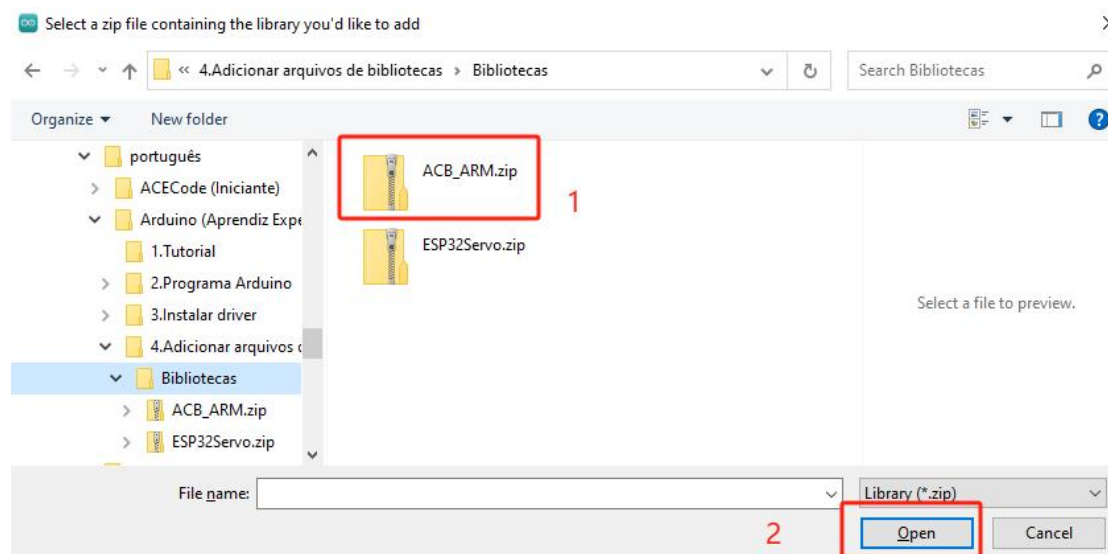 Select a zip file containing the library you'd like to add
« 4.Adicionar arquivos de bibliotecas › Bibliotecas
Search Bibliotecas
Organize
New folder
português
ACECode (Iniciante)
Arduino (Aprendiz Expe
1.Tutorial
2.Programa Arduino
3.Instalar driver
4.Adicionar arquivos d
Bibliotecas
ACB_ARM.zip
ESP32Servo.zip
ACB_ARM.zip
1
ESP32Servo.zip
Select a file to preview.
File name:
Library (*.zip)
2
Open
Cancel